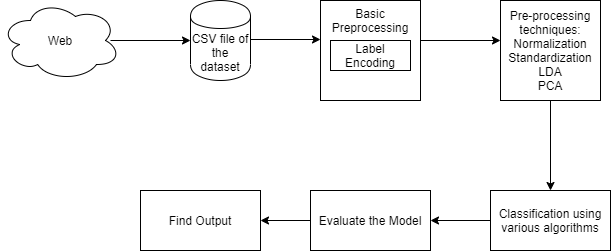 Web
CSV file of
the
dataset
Basic
Preprocessing
Label
Encoding
Pre-processing
techniques:
Normalization
Standardization
LDA
PCA
Find Output
Evaluate the Model
Classification using
various algorithms